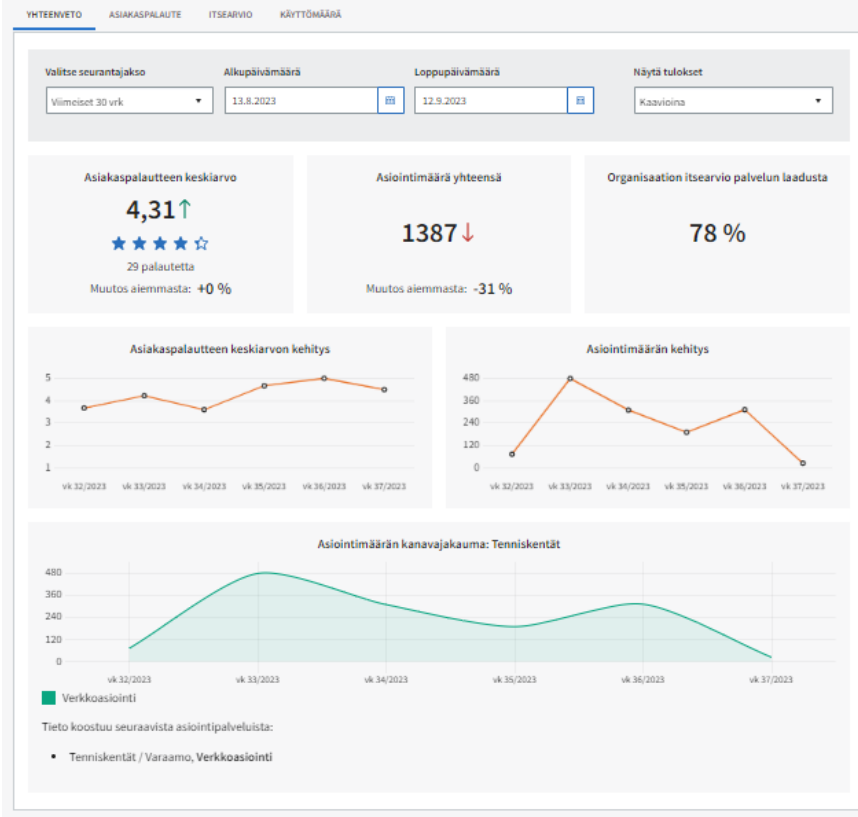 YHTEENVETO ASIAKASPALAUTE ITSEARVIO KÄYTTÖMÄÄRÄ
Valitse seurantajakso Alkupäivämäärä Loppupäivämäärä Näytä tulokset
Viimeiset 30 vrk 13.8.2023 12.9.2023 Kaavioina
Asiakaspalautteen keskiarvo
4,31↑
29 palautetta
Muutos aiemmasta: +0 %
Asiointimäärä yhteensä
1387↓
Muutos aiemmasta: -31 %
Organisaation itsearvio palvelun laadusta
78 %
Asiakaspalautteen keskiarvon kehitys
5
4
3
2
1
vk 32/2023 vk 33/2023 vk 34/2023 vk 35/2023 vk 36/2023 vk 37/2023
Asiointimäärän kehitys
480
360
240
120
0
vk 32/2023 vk 33/2023 vk 34/2023 vk 35/2023 vk 36/2023 vk 37/2023
Asiointimäärän kanavajakauma: Tenniskentät
480
360
240
120
0
vk 32/2023 vk 33/2023 vk 34/2023 vk 35/2023 vk 36/2023 vk 37/2023
Verkkoasiointi
Tieto koostuu seuraavista asiointipalveluista:
• Tenniskentät / Varaamo, Verkkoasiointi